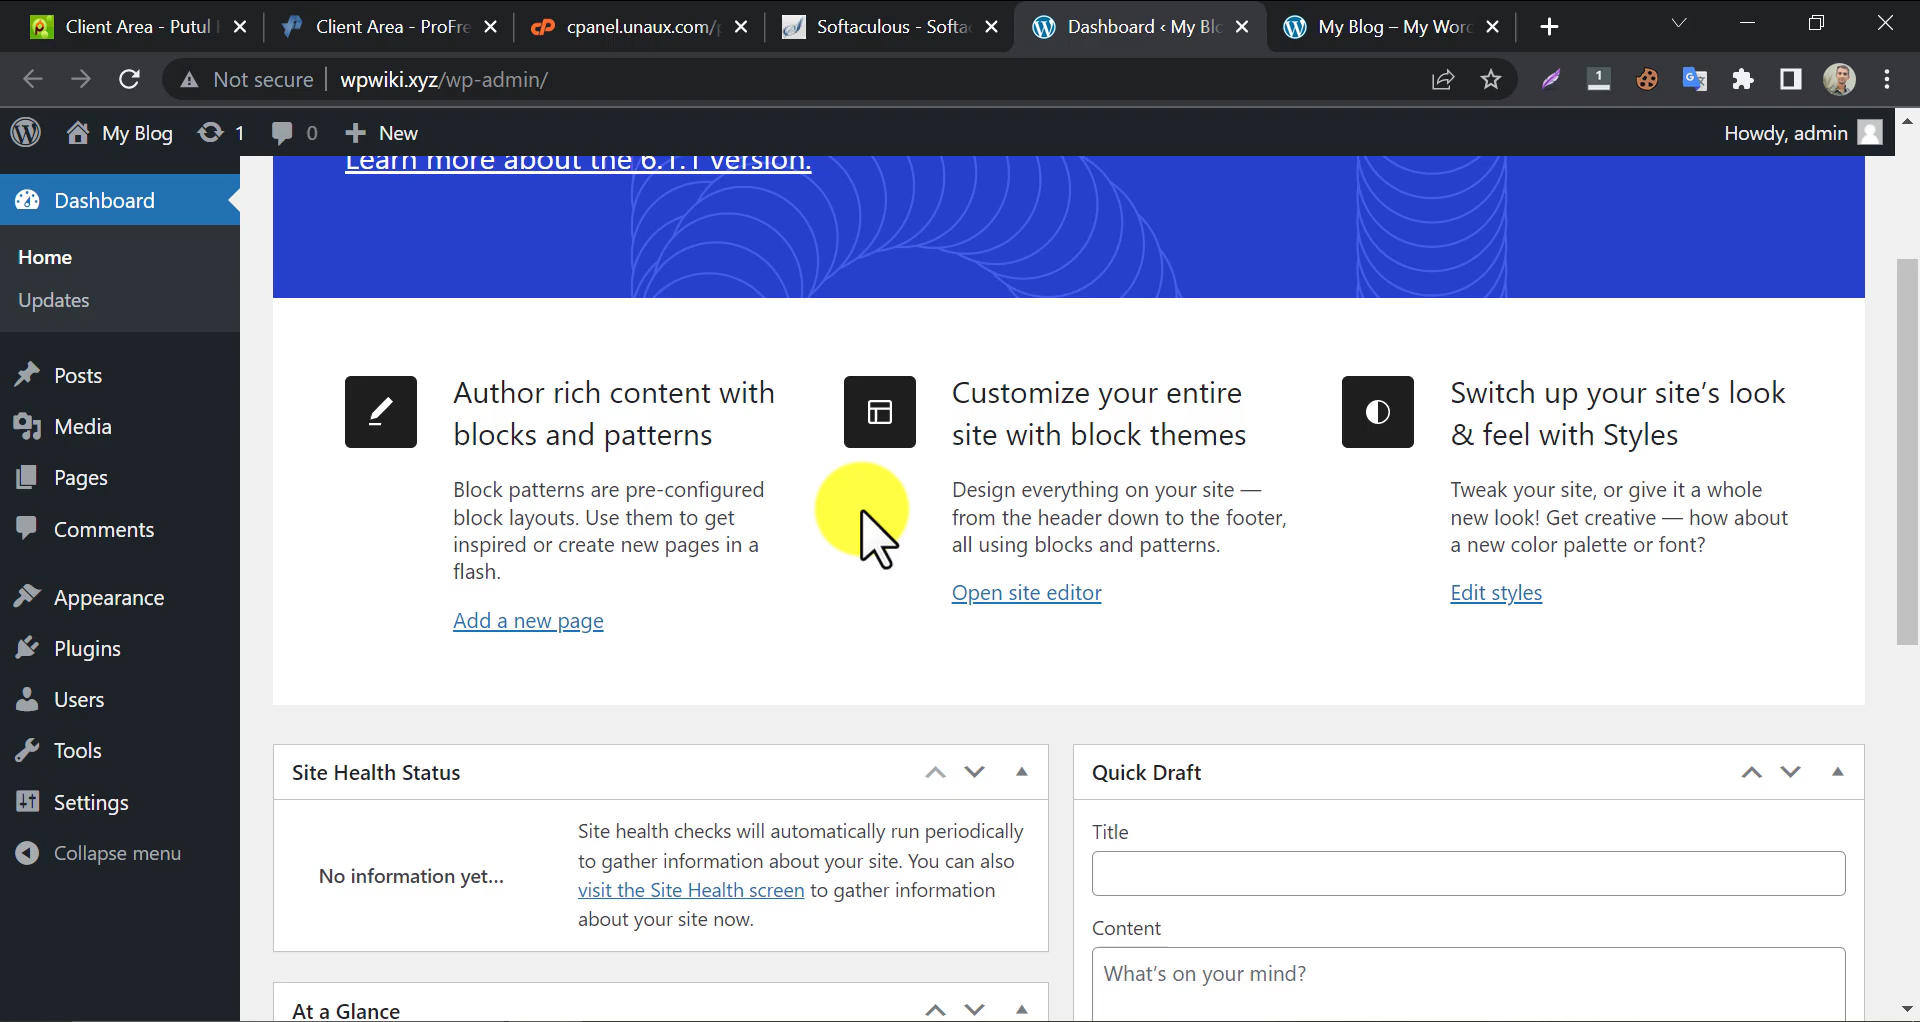 Client Area - Putul
Client Area - ProFre
cpanel.unaux.com/
Softaculous - Softac
Dashboard ‹ My Blo
My Blog – My Word
Not secure
wpwiki.xyz/wp-admin/
1
My Blog
1
0
New
Howdy, admin
Learn more about the 6.1.1 version.
Dashboard
Home
Updates
Posts
Media
Pages
Comments
Appearance
Plugins
Users
Tools
Settings
Collapse menu
Author rich content with
blocks and patterns
Block patterns are pre-configured
block layouts. Use them to get
inspired or create new pages in a
flash.
Add a new page
Customize your entire
site with block themes
Design everything on your site —
from the header down to the footer,
all using blocks and patterns.
Open site editor
Switch up your site’s look
& feel with Styles
Tweak your site, or give it a whole
new look! Get creative — how about
a new color palette or font?
Edit styles
Site Health Status
No information yet...
Site health checks will automatically run periodically
to gather information about your site. You can also
visit the Site Health screen to gather information
about your site now.
At a Glance
Quick Draft
Title
Content
What's on your mind?